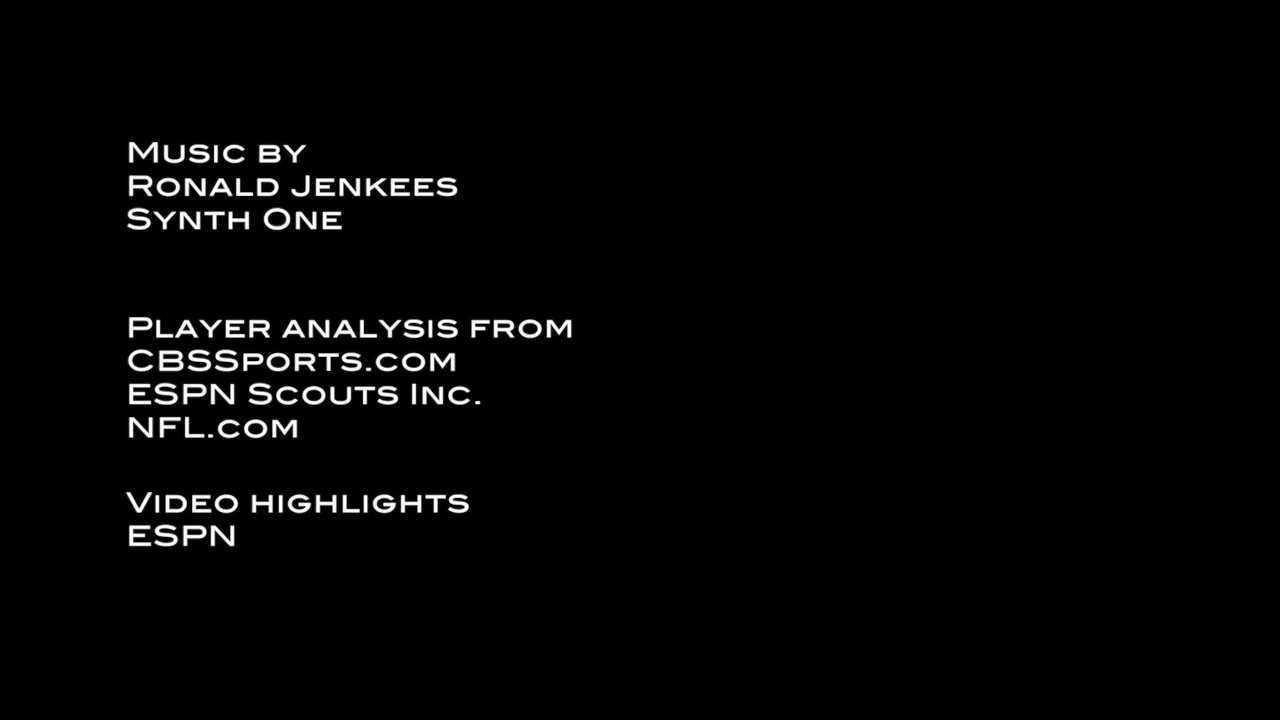 Music by
Ronald Jenkees
Synth One
Player analysis from
CBSSports.com
ESPN Scouts Inc.
NFL.com
Video highlights
ESPN